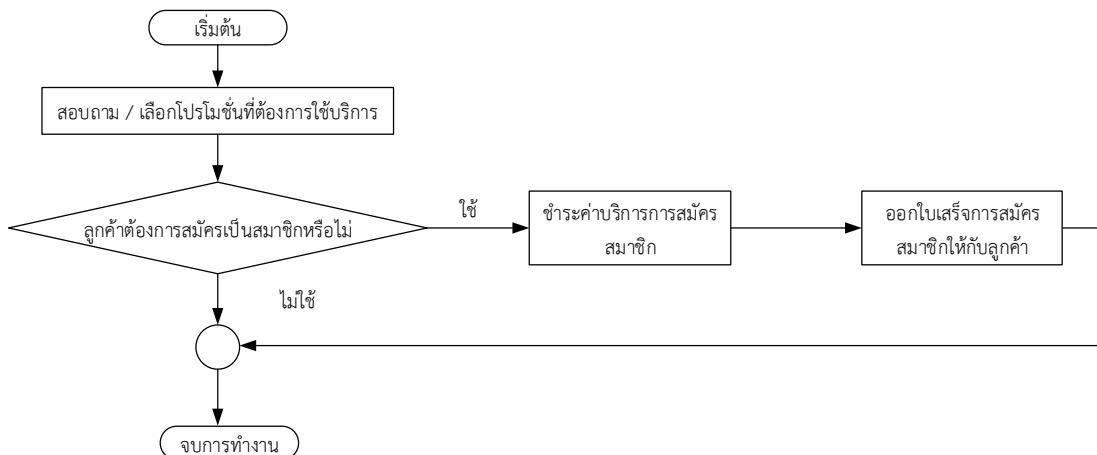 เริ่มต้น
สอบถาม / เลือกโปรโมชั่นที่ต้องการใช้บริการ
ลูกค้าต้องการสมัครเป็นสมาชิกหรือไม่
ใช้
ชำระค่าบริการการสมัคร
สมาชิก
ออกใบเสร็จการสมัคร
สมาชิกให้กับลูกค้า
ไม่ใช้
จบการทำงาน